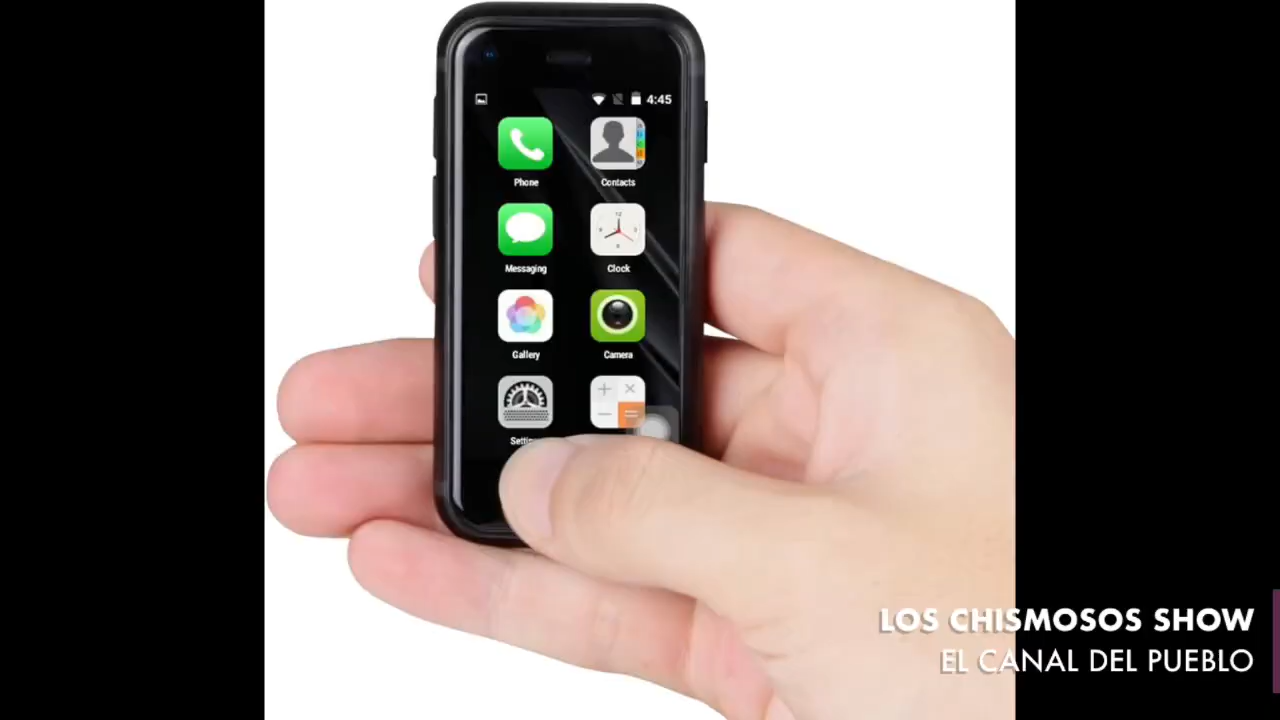 4:45
Phone
Contacts
Messaging
Clock
Gallery
Camera
LOS CHISMOSOS SHOW
EL CANAL DEL PUEBLO